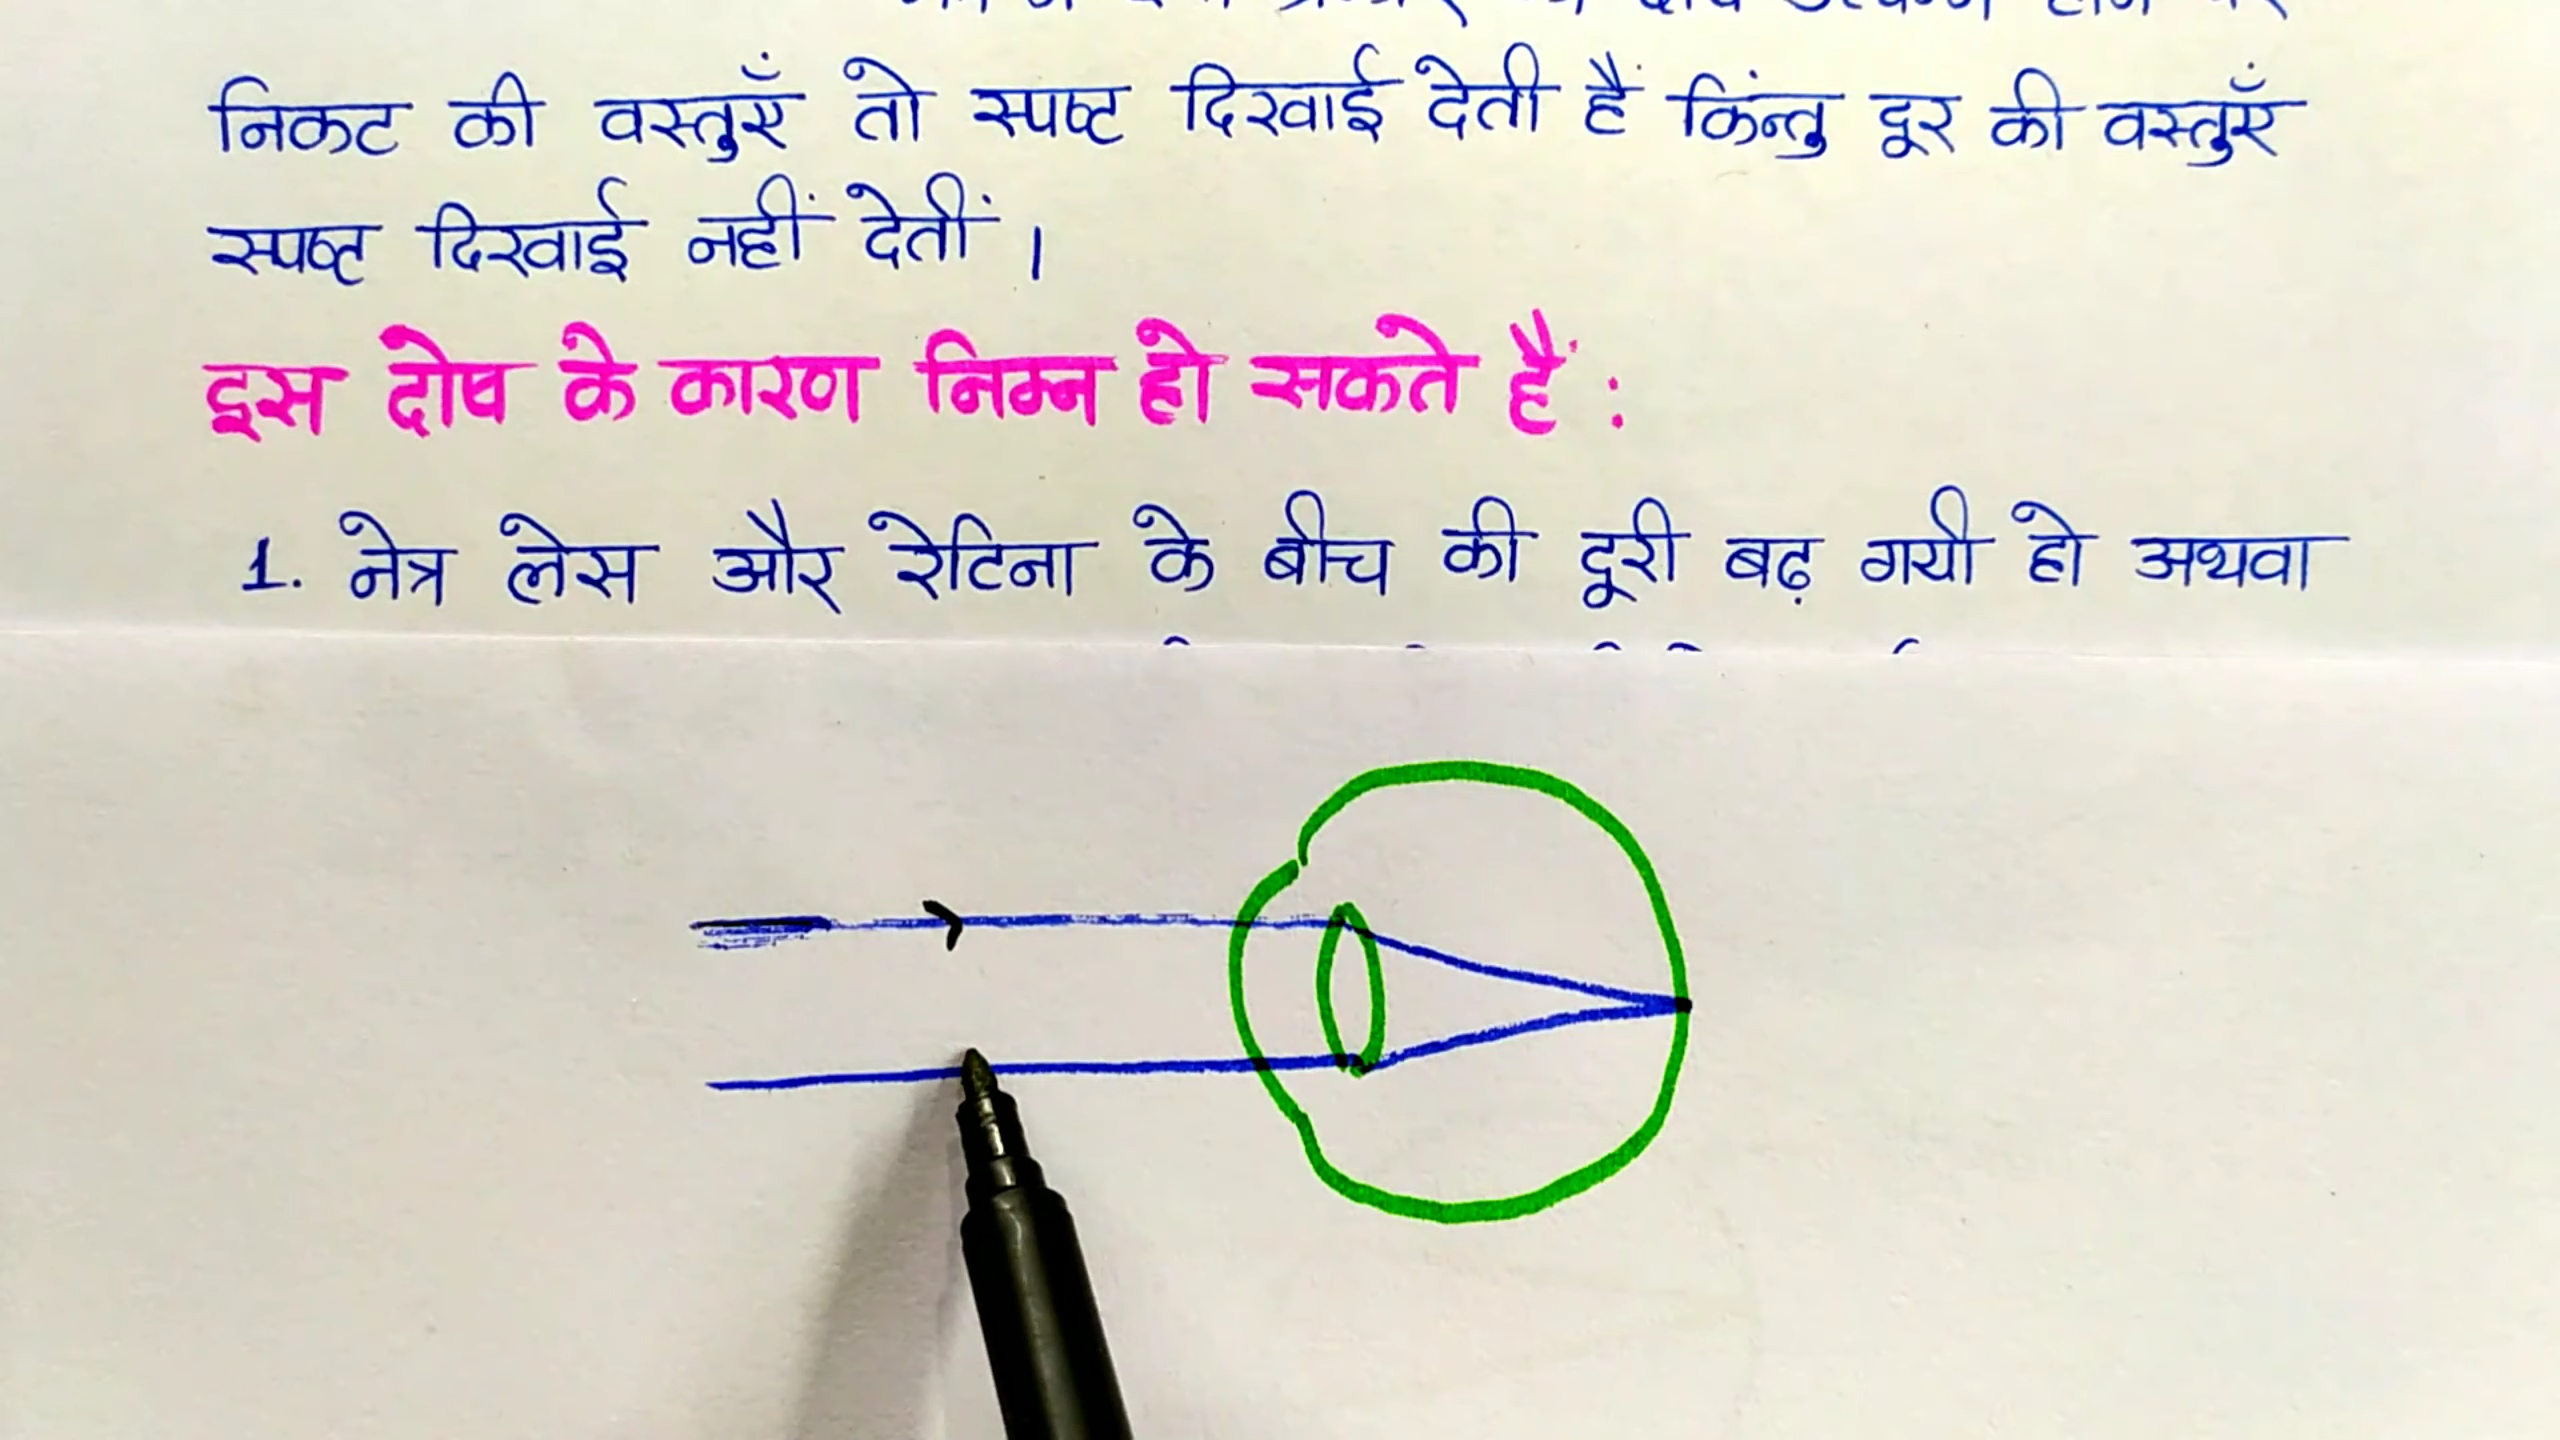 निकट की वस्तुएँ तो स्पष्ट दिखाई देती हैं किंन्तु दूर की वस्तुएँ
स्पष्ट दिखाई नहीं देतीं ।
इस दोष के कारण निम्न हो सकते हैं :
1. नेत्र लेंस और रेटिना के बीच की दूरी बढ़ गयी हो अथवा